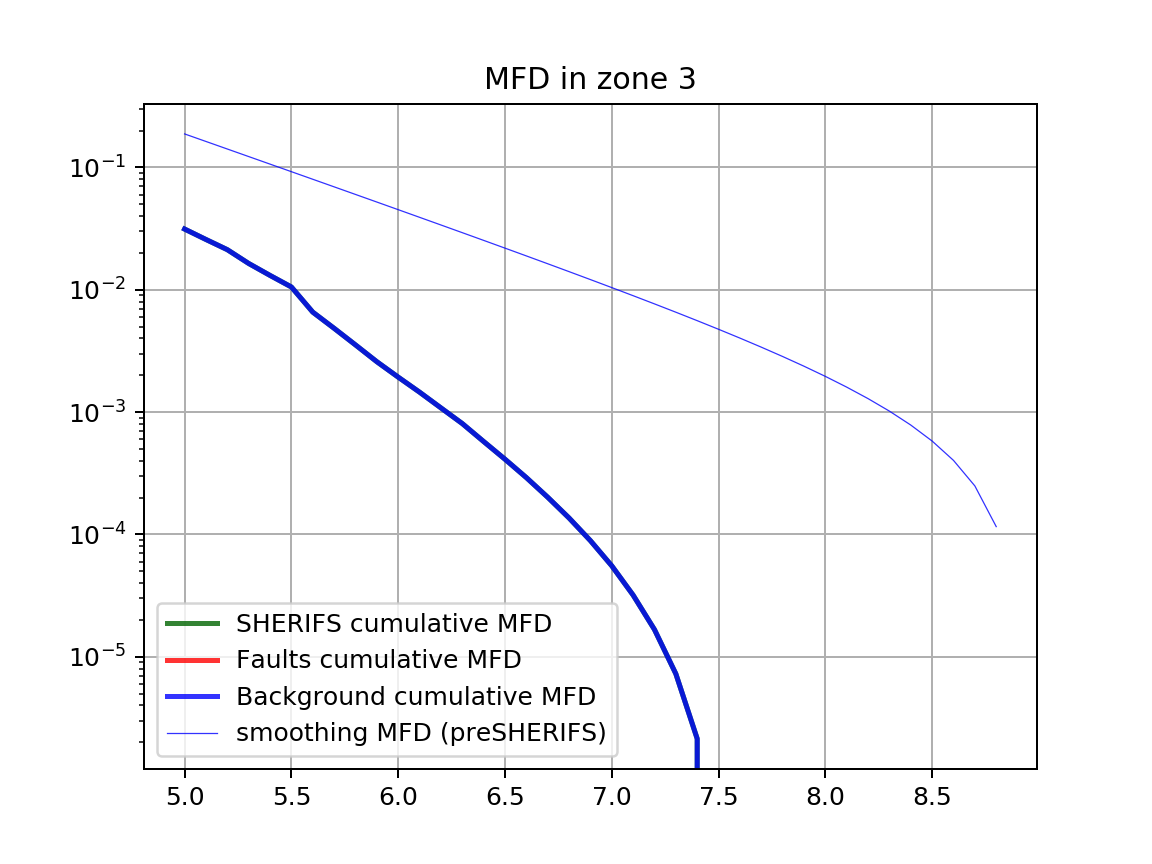 MFD in zone 3
10⁻¹
10⁻²
10⁻³
10⁻⁴
10⁻⁵
SHERIFS cumulative MFD
Faults cumulative MFD
Background cumulative MFD
smoothing MFD (preSHERIFS)
5.0 5.5 6.0 6.5 7.0 7.5 8.0 8.5